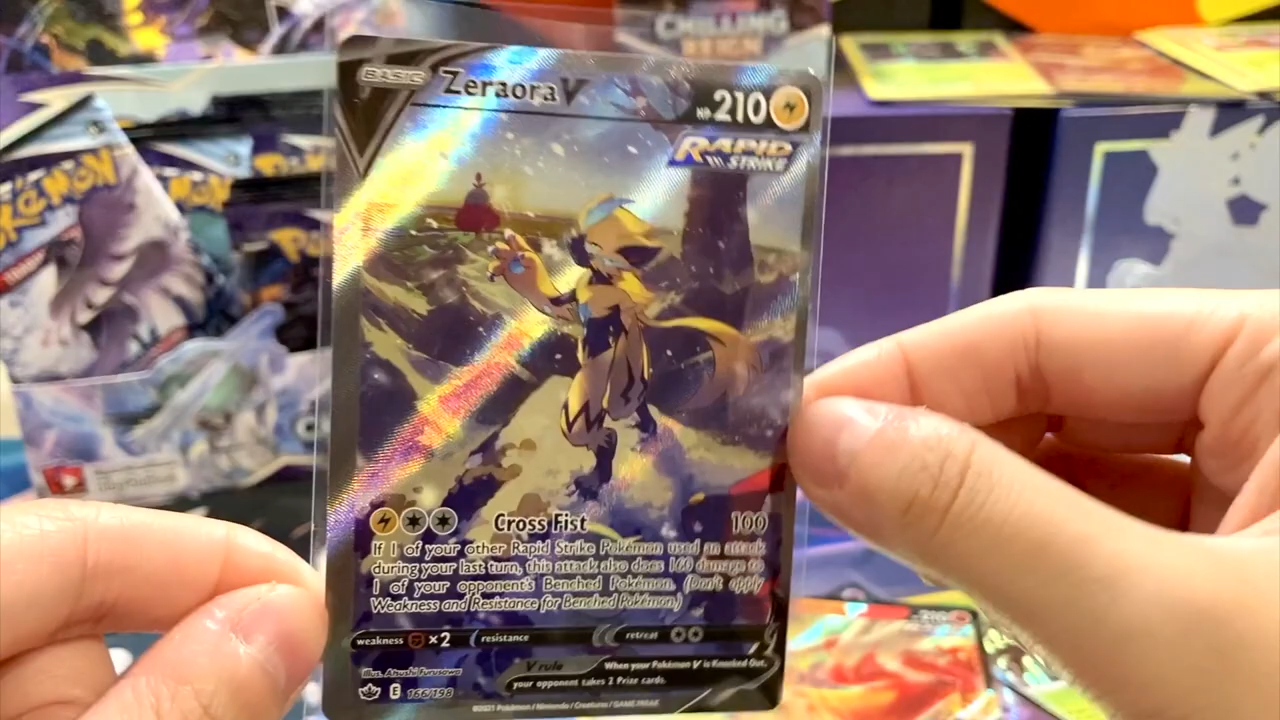 CHILLING
REIGN
BASIC Zeraora V HP 210
RAPID
STRIKE
POKÉMON
Cross Fist 100
If 1 of your other Rapid Strike Pokémon used an attack
during your last turn, this attack also does 160 damage to
1 of your opponent's Benched Pokémon. (Don't apply
Weakness and Resistance for Benched Pokémon.)
weakness ×2 resistance retreat
Illus. Atsushi Furusawa
V rule When your Pokémon V is Knocked Out,
your opponent takes 2 Prize cards.
E 166/198
©2021 Pokémon / Nintendo / Creatures / GAME FREAK